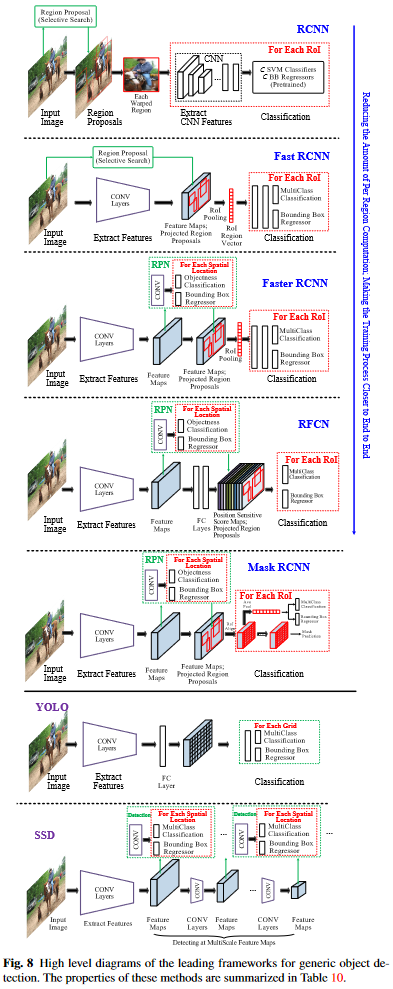 Region Proposal
(Selective Search)
RCNN
For Each RoI
CNN
SVM Classifiers
BB Regressors
(Pretrained)
Input
Image
Region
Proposals
Each
Warped
Region
Extract
CNN Features
Classification
Fast RCNN
Region Proposal
(Selective Search)
For Each RoI
CONV
Layers
MultiClass
Classification
Bounding Box
Regressor
Input
Image
Extract Features
Feature Maps;
Projected Region
Proposals
RoI
Pooling
RoI
Region
Vector
Classification
RPN
For Each Spatial
Location
CONV
Objectness
Classification
Bounding Box
Regressor
Faster RCNN
For Each RoI
CONV
Layers
MultiClass
Classification
Bounding Box
Regressor
RoI
Pooling
Input
Image
Extract Features
Feature
Maps
Feature Maps;
Projected Region
Proposals
Classification
RPN
For Each Spatial
Location
CONV
Objectness
Classification
Bounding Box
Regressor
RFCN
For Each RoI
MultiClass
Classification
Bounding Box
Regressor
CONV
Layers
Input
Image
Extract Features
Feature
Maps
FC
Layes
Position Sensitive
Score Maps;
Projected Region
Proposals
Classification
RPN
For Each Spatial
Location
CONV
Objectness
Classification
Bounding Box
Regressor
Mask RCNN
For Each RoI
MultiClass
Classification
Bounding Box
Regressor
Mask
Prediction
CONV
Layers
Input
Image
Extract Features
Feature
Maps
Feature Maps;
Projected Region
Proposals
Classification
Reducing the Amount of Per Region Computation; Making the Training Process Closer to End to End
YOLO
CONV
Layers
For Each Grid
MultiClass
Classification
Bounding Box
Regressor
Input
Image
Extract
Features
FC
Layer
Classification
SSD
Detection
For Each Spatial
Location
CONV
MultiClass
Classification
Bounding Box
Regressor
...
Detection
For Each Spatial
Location
CONV
MultiClass
Classification
Bounding Box
Regressor
...
CONV
Layers
CONV
...
CONV
Input
Image
Extract Features
Feature
Maps
CONV
Layers
Feature
Maps
CONV
Layers
Feature
Maps
Detecting at MultiScale Feature Maps
Fig. 8 High level diagrams of the leading frameworks for generic object de-
tection. The properties of these methods are summarized in Table 10.